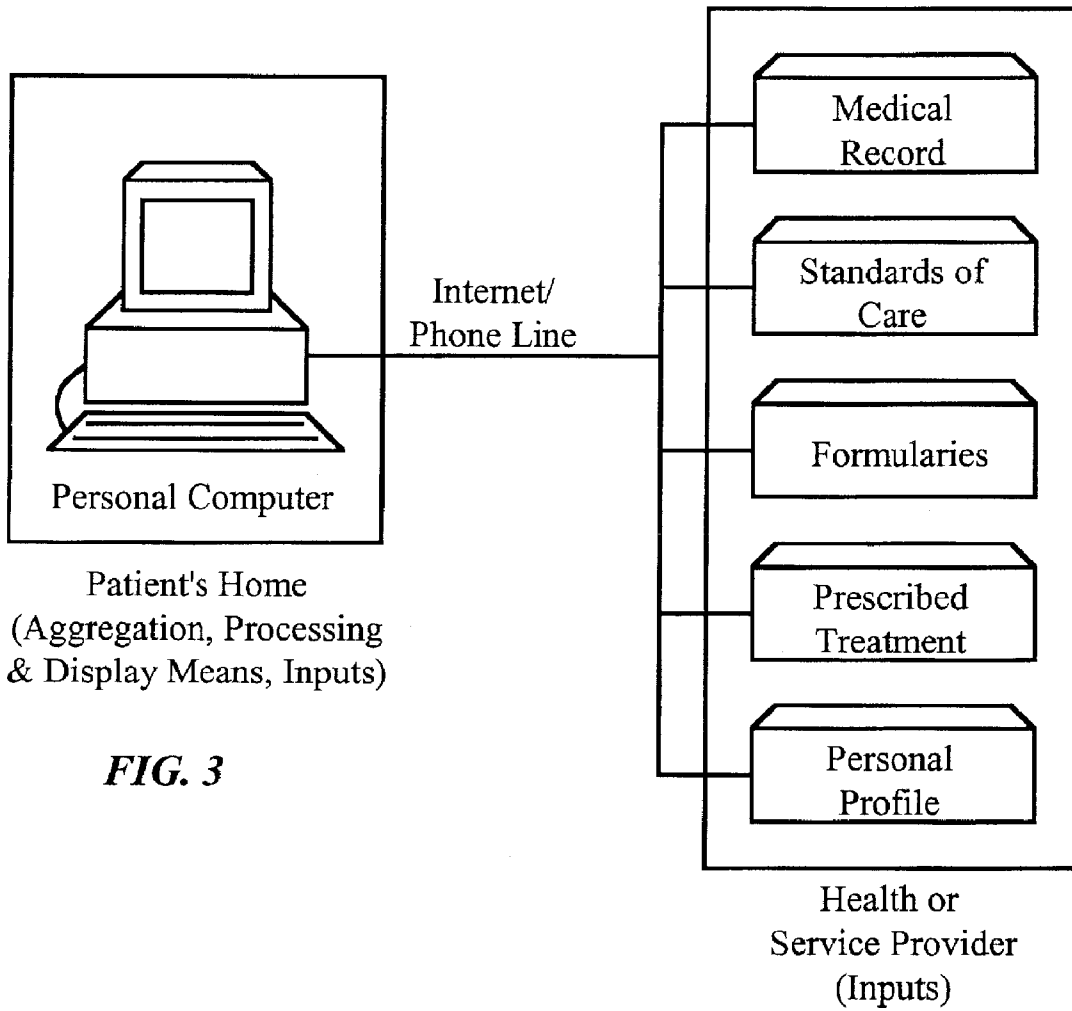 Personal Computer
Patient's Home
(Aggregation, Processing
& Display Means, Inputs)
FIG. 3
Internet/
Phone Line
Medical
Record
Standards of
Care
Formularies
Prescribed
Treatment
Personal
Profile
Health or
Service Provider
(Inputs)